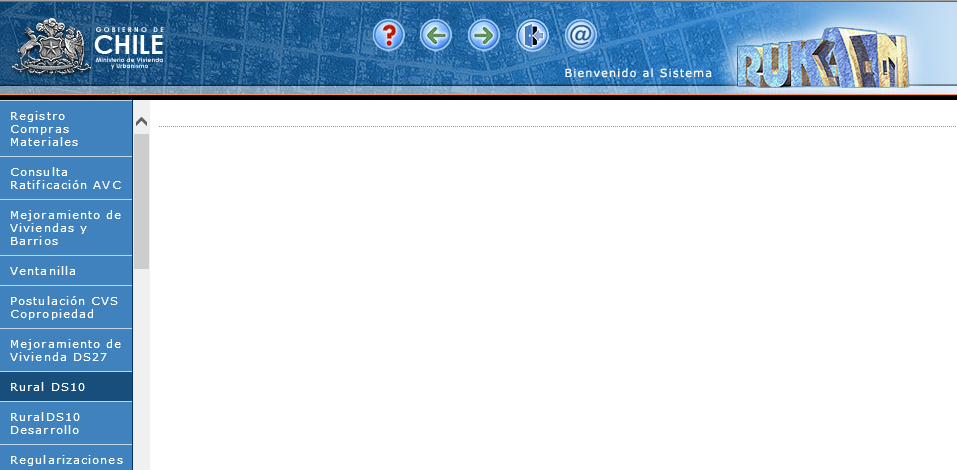 GOBIERNO DE
CHILE
Ministerio de Vivienda
y Urbanismo
?
@
Bienvenido al Sistema
RUKAN
Registro
Compras
Materiales
Consulta
Ratificación AVC
Mejoramiento de
Viviendas y
Barrios
Ventanilla
Postulación CVS
Copropiedad
Mejoramiento de
Vivienda DS27
Rural DS10
RuralDS10
Desarrollo
Regularizaciones